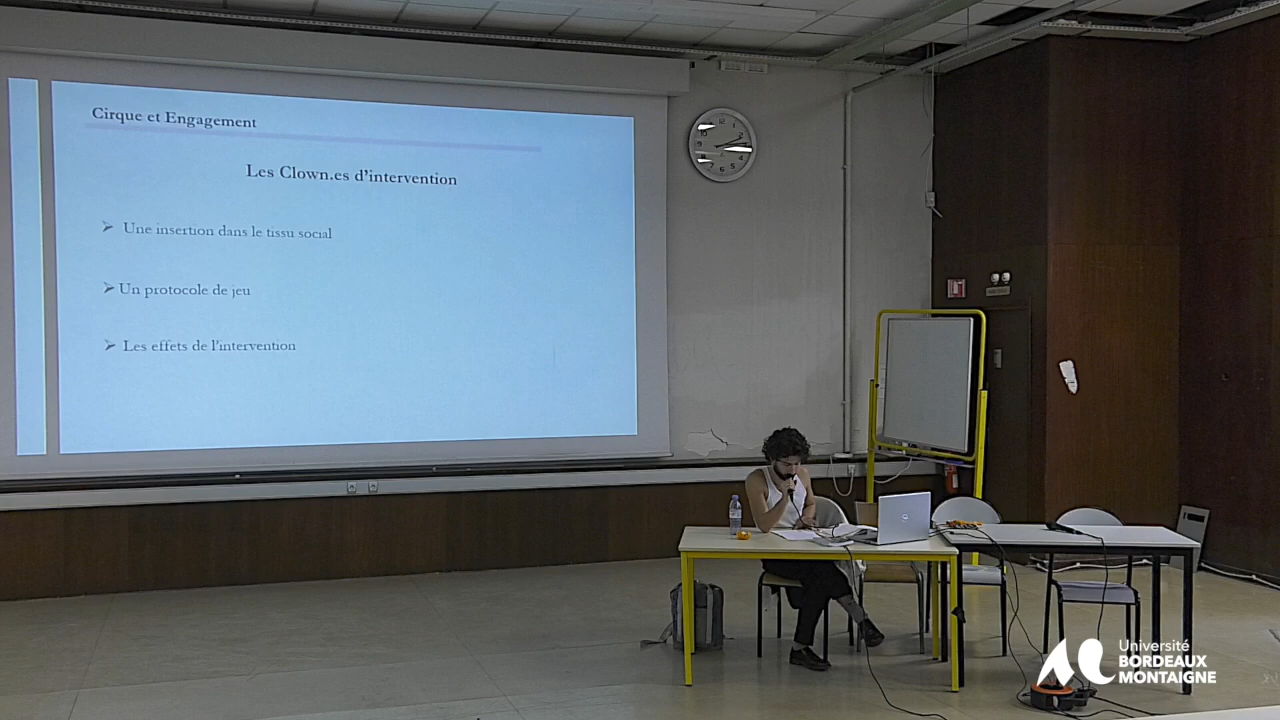 Cirque et Engagement
Les Clown.es d'intervention
➢ Une insertion dans le tissu social
➢ Un protocole de jeu
➢ Les effets de l'intervention
Université
BORDEAUX
MONTAIGNE